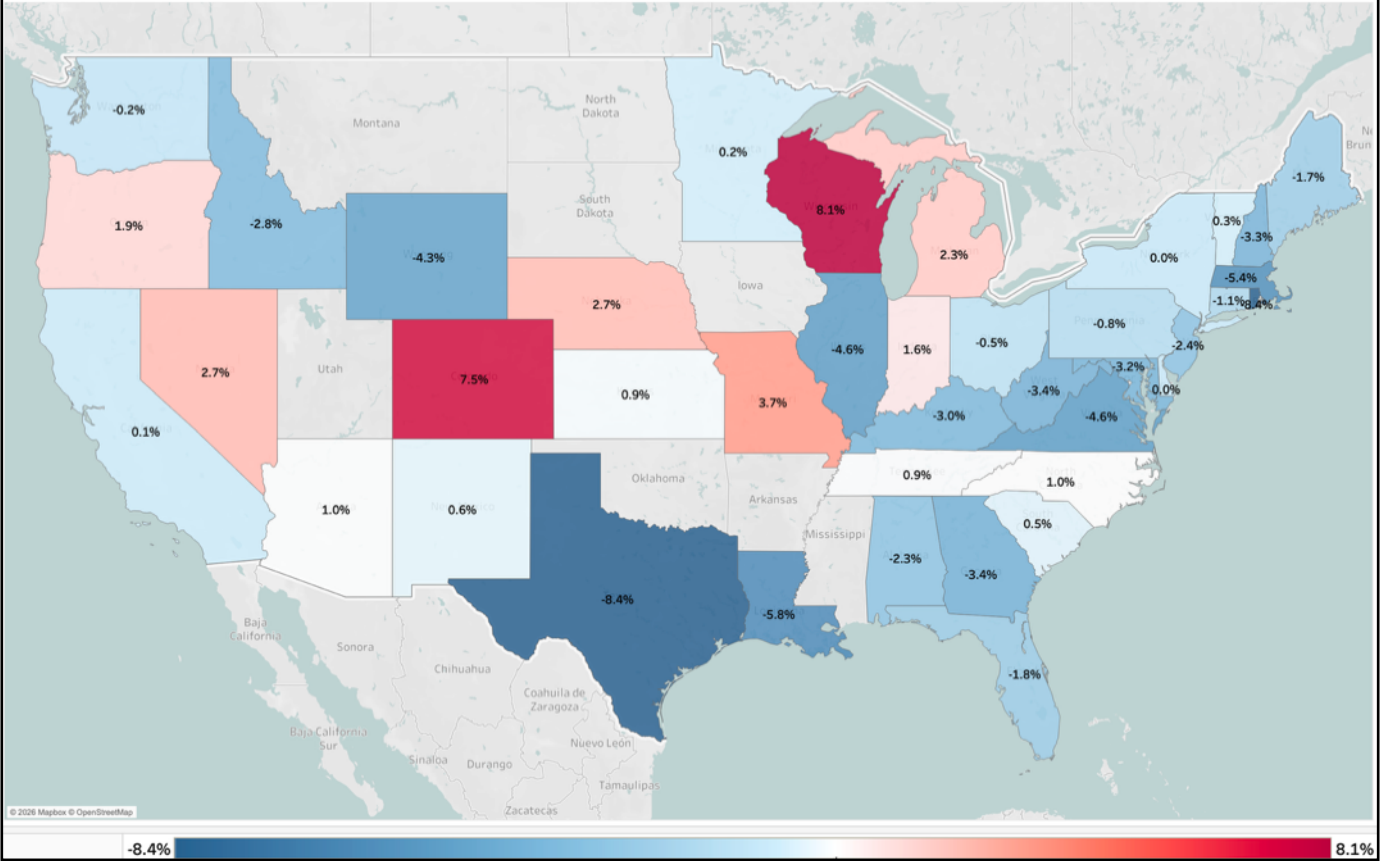 -0.2%
Montana
North
Dakota
0.2%
-1.7%
1.9%
-2.8%
-4.3%
South
Dakota
8.1%
2.3%
0.3%
-3.3%
0.0%
-5.4%
-1.1%
-8.4%
2.7%
Iowa
-0.8%
2.7%
Utah
7.5%
0.9%
3.7%
-4.6%
1.6%
-0.5%
-2.4%
-3.2%
-3.4%
0.0%
0.1%
-3.0%
-4.6%
1.0%
0.6%
Oklahoma
Arkansas
0.9%
1.0%
0.5%
Mississippi
-2.3%
-3.4%
-8.4%
-5.8%
-1.8%
Baja
California
Sonora
Chihuahua
Coahuila de
Zaragoza
Baja California
Sur
Nuevo León
Sinaloa
Durango
Tamaulipas
Zacatecas
© 2026 Mapbox © OpenStreetMap
-8.4%
8.1%